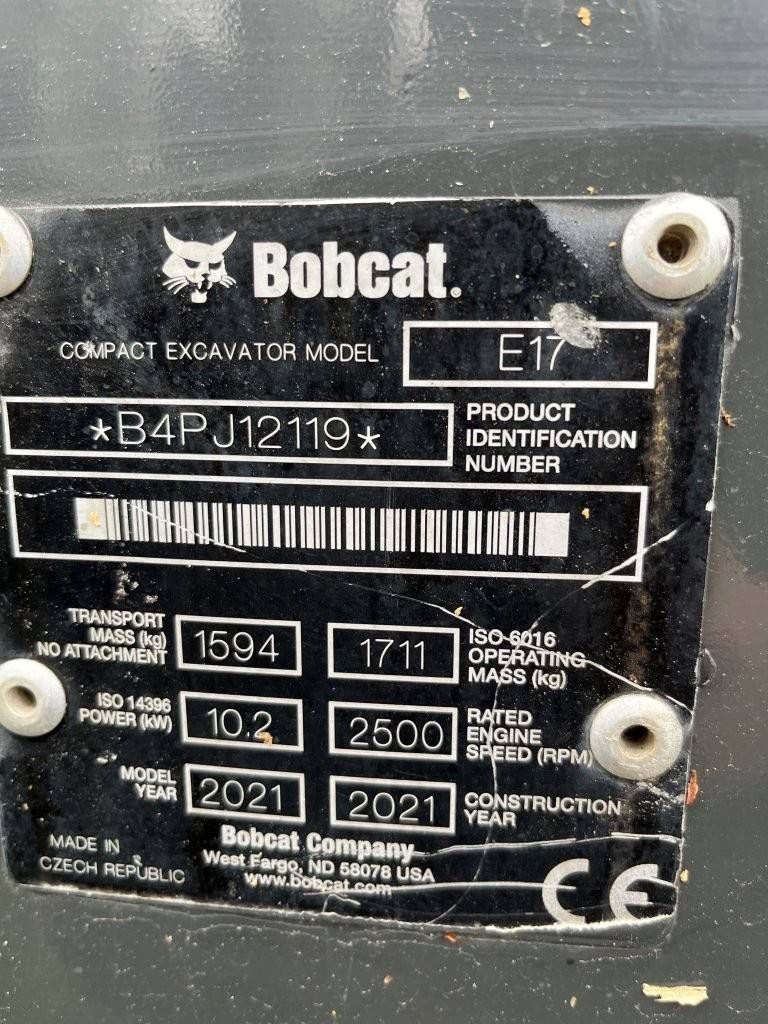 Bobcat.
COMPACT EXCAVATOR MODEL
E17
*B4PJ12119*
PRODUCT
IDENTIFICATION
NUMBER
TRANSPORT
MASS (kg)
NO ATTACHMENT
1594
1711
ISO 6016
OPERATING
MASS (kg)
ISO 14396
POWER (kW)
10.2
2500
RATED
ENGINE
SPEED (RPM)
MODEL
YEAR
2021
2021
CONSTRUCTION
YEAR
MADE IN
CZECH REPUBLIC
Bobcat Company
West Fargo, ND 58078 USA
www.bobcat.com
CE